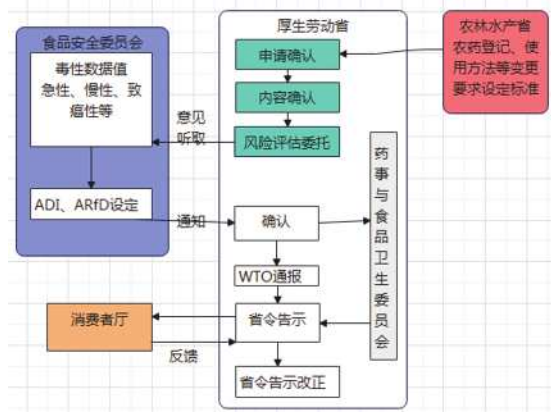 食品安全委员会
毒性数据值
急性、慢性、致
癌性等
ADI、ARfD设定
意见
听取
通知
厚生劳动省
申请确认
内容确认
风险评估委托
确认
WTO通报
省令告示
省令告示改正
药事与食品卫生委员会
农林水产省
农药登记、使
用方法等变更
要求设定标准
消费者厅
反馈